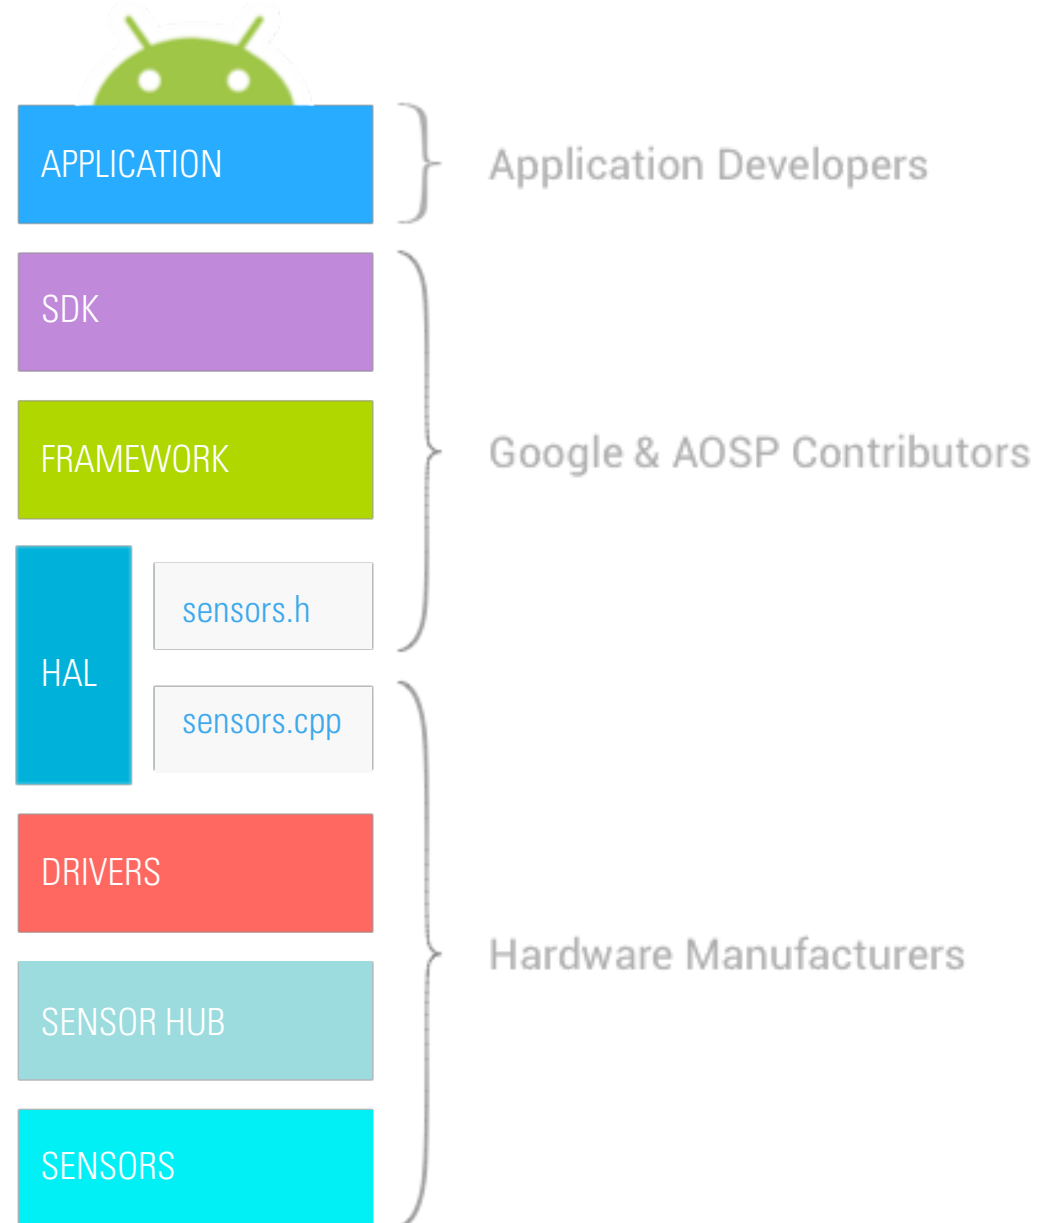 APPLICATION
Application Developers
SDK
FRAMEWORK
Google & AOSP Contributors
HAL
sensors.h
sensors.cpp
DRIVERS
Hardware Manufacturers
SENSOR HUB
SENSORS